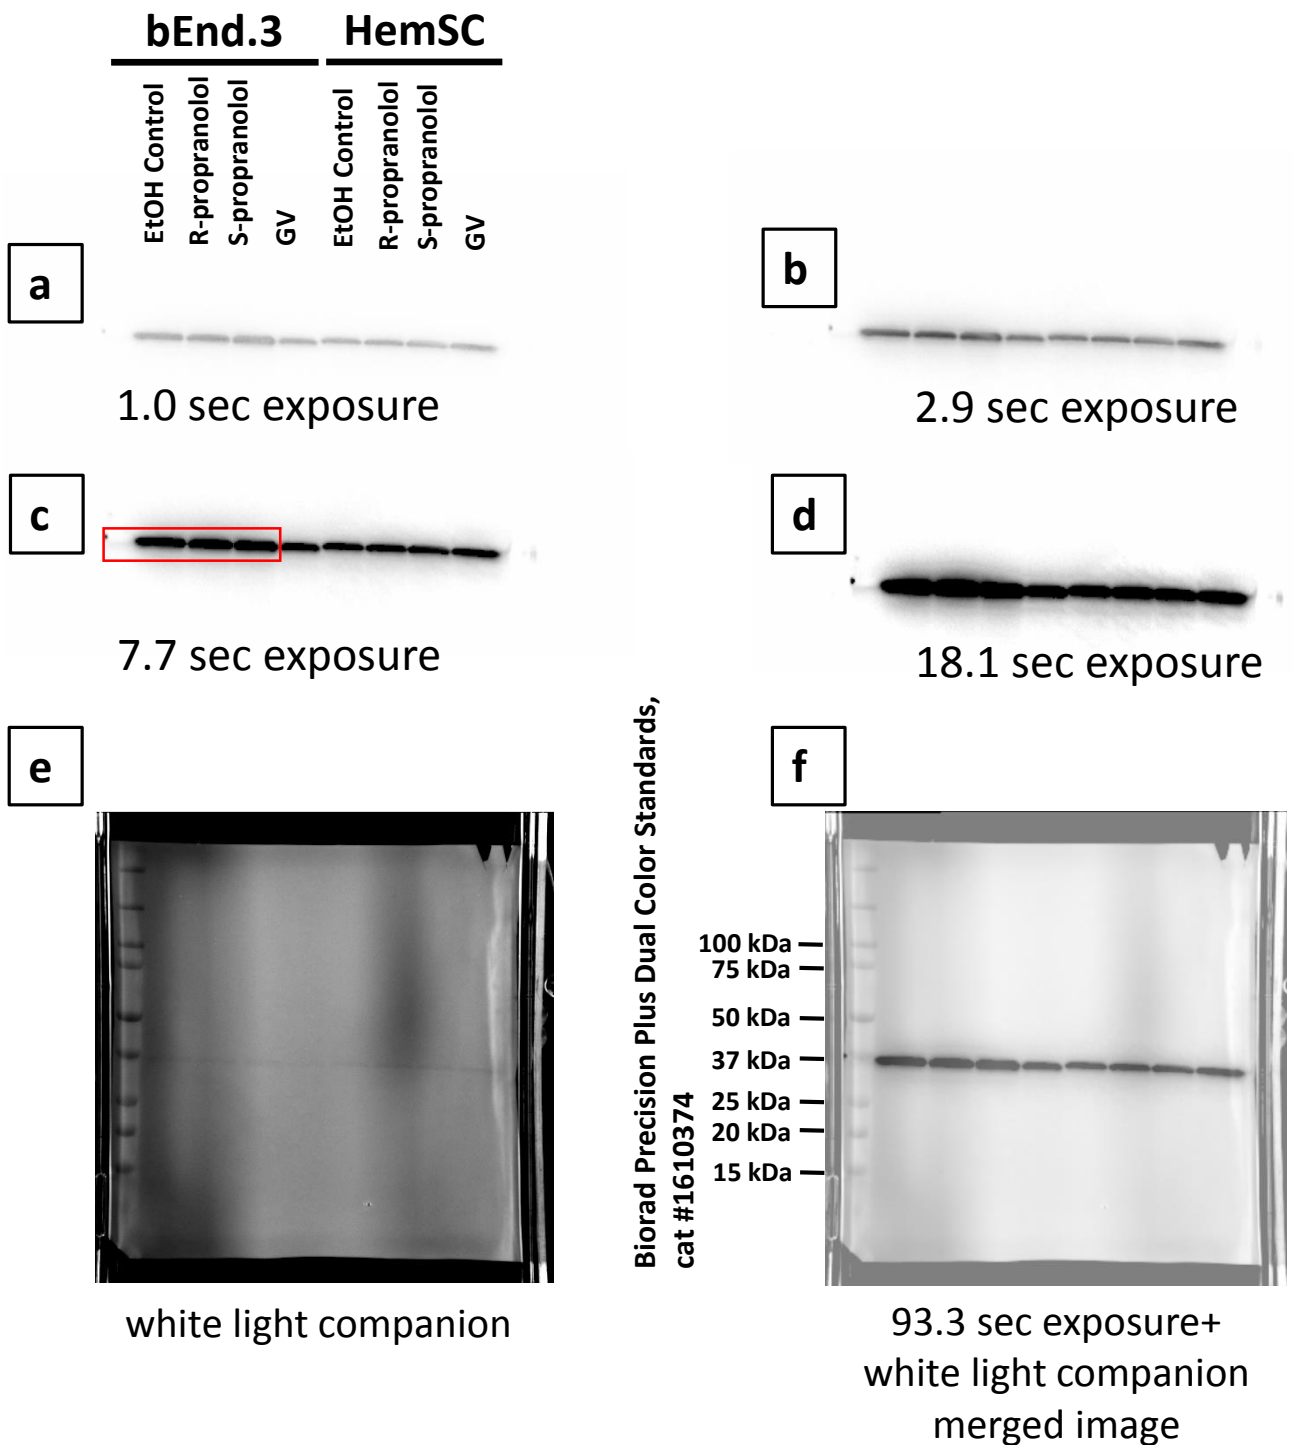 bEnd.3 HemSC
EtOH Control
R-propranolol
S-propranolol
GV
EtOH Control
R-propranolol
S-propranolol
GV
a
1.0 sec exposure
b
2.9 sec exposure
c
7.7 sec exposure
d
18.1 sec exposure
e
white light companion
Biorad Precision Plus Dual Color Standards,
cat #1610374
f
100 kDa
75 kDa
50 kDa
37 kDa
25 kDa
20 kDa
15 kDa
93.3 sec exposure+
white light companion
merged image